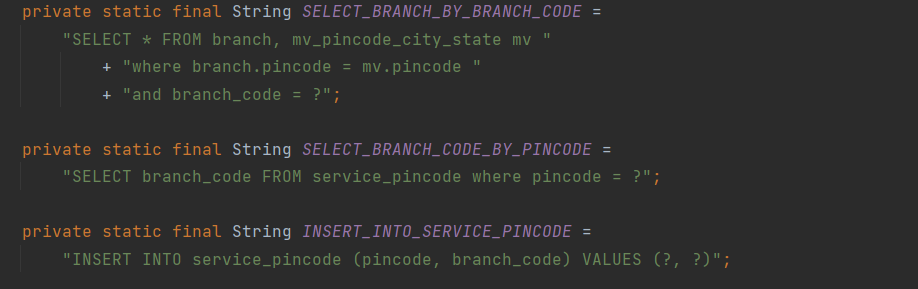 private static final String SELECT_BRANCH_BY_BRANCH_CODE =
"SELECT * FROM branch, mv_pincode_city_state mv "
+ "where branch.pincode = mv.pincode "
+ "and branch_code = ?";
private static final String SELECT_BRANCH_CODE_BY_PINCODE =
"SELECT branch_code FROM service_pincode where pincode = ?";
private static final String INSERT_INTO_SERVICE_PINCODE =
"INSERT INTO service_pincode (pincode, branch_code) VALUES (?, ?)";